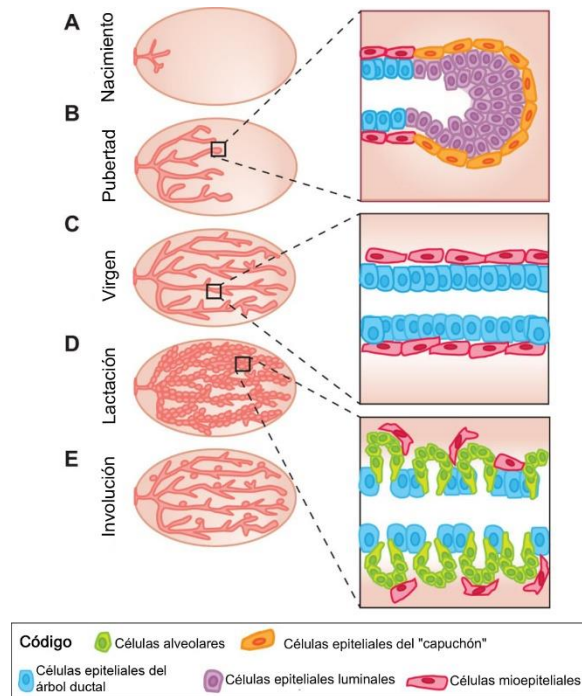 A
Nacimiento
B
Pubertad
C
Virgen
D
Lactación
E
Involución
Código
Células alveolares
Células epiteliales del "capuchón"
Células epiteliales del
árbol ductal
Células epiteliales luminales
Células mioepiteliales